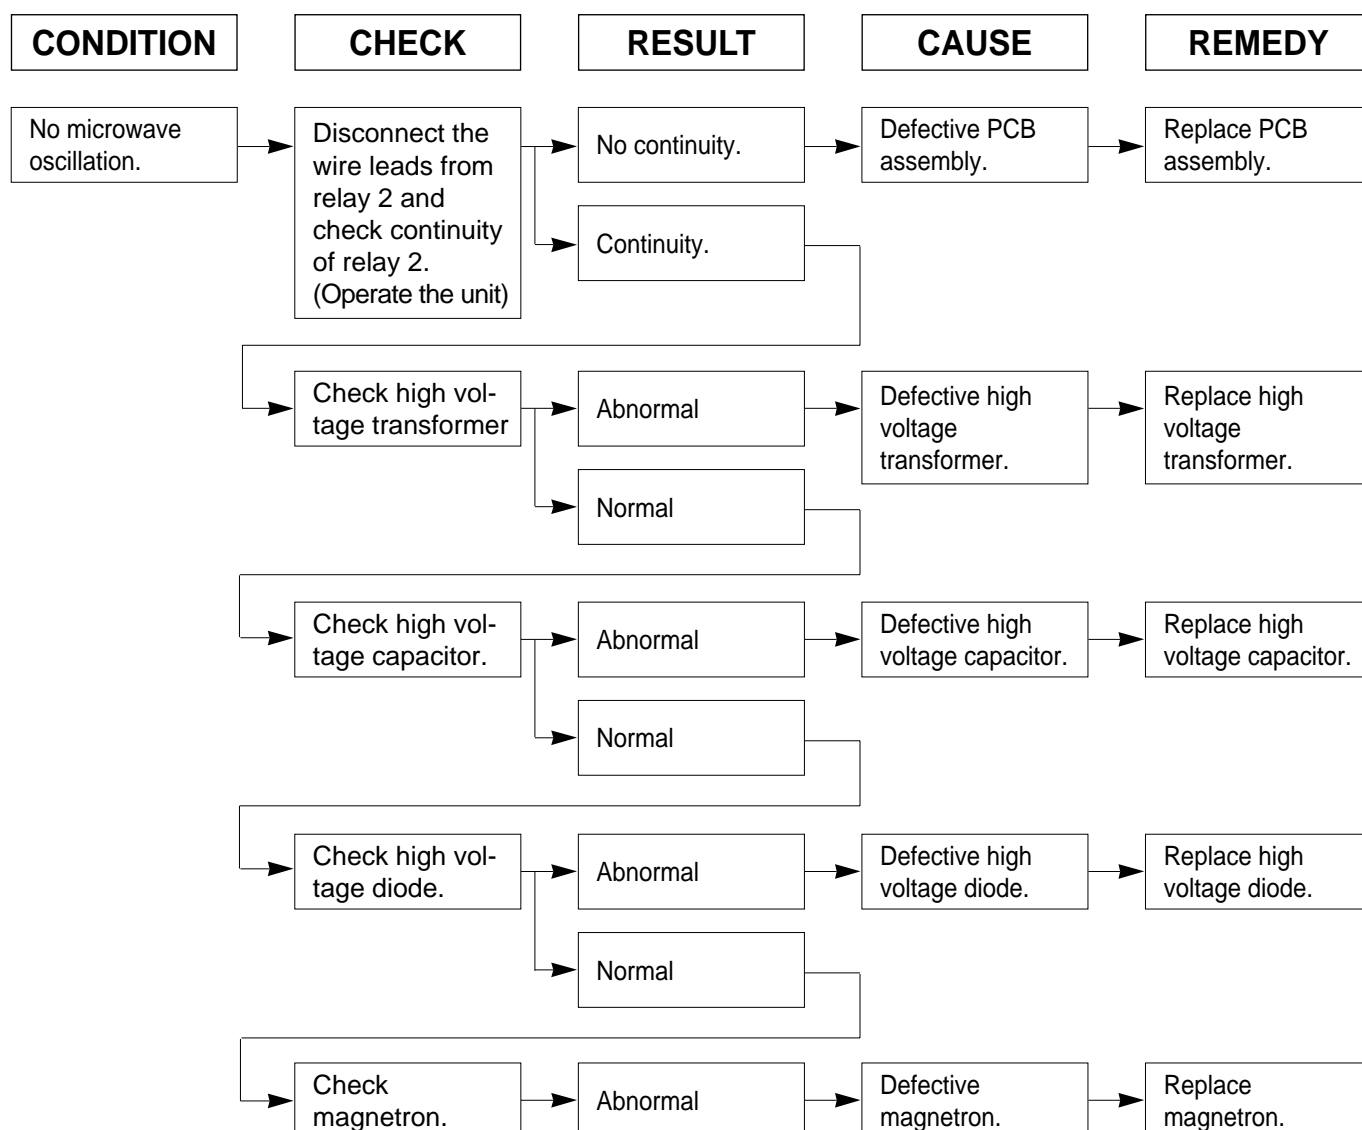 CONDITION
CHECK
RESULT
CAUSE
REMEDY
No microwave
oscillation.
Disconnect the
wire leads from
relay 2 and
check continuity
of relay 2.
(Operate the unit)
No continuity.
Defective PCB
assembly.
Replace PCB
assembly.
Continuity.
Check high vol-
tage transformer
Abnormal
Defective high
voltage
transformer.
Replace high
voltage
transformer.
Normal
Check high vol-
tage capacitor.
Abnormal
Defective high
voltage capacitor.
Replace high
voltage capacitor.
Normal
Check high vol-
tage diode.
Abnormal
Defective high
voltage diode.
Replace high
voltage diode.
Normal
Check
magnetron.
Abnormal
Defective
magnetron.
Replace
magnetron.